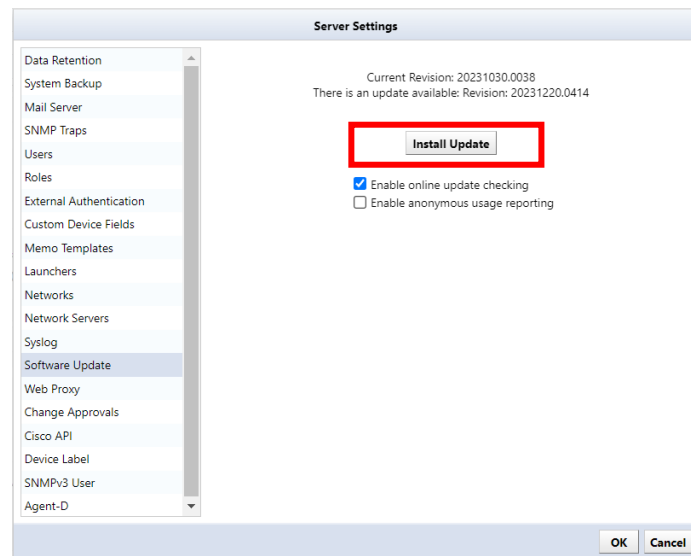 Server Settings
Data Retention
System Backup
Mail Server
SNMP Traps
Users
Roles
External Authentication
Custom Device Fields
Memo Templates
Launchers
Networks
Network Servers
Syslog
Software Update
Web Proxy
Change Approvals
Cisco API
Device Label
SNMPv3 User
Agent-D
Current Revision: 20231030.0038
There is an update available: Revision: 20231220.0414
Install Update
Enable online update checking
Enable anonymous usage reporting
OK
Cancel